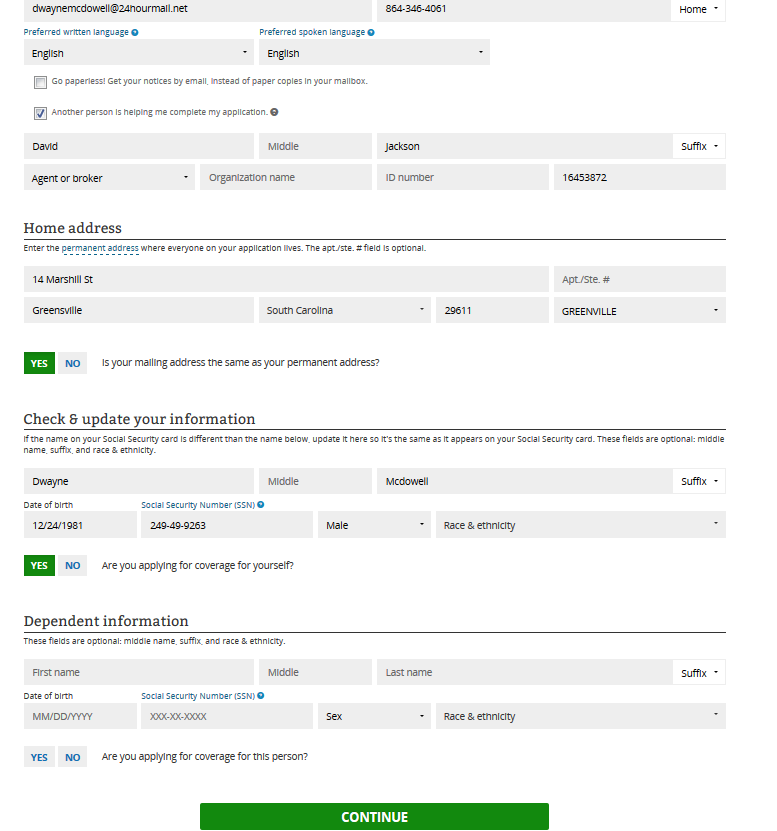 dwaynemcdowell@24hourmail.net 864-346-4061 Home
Preferred written language Preferred spoken language
English English
Go paperless! Get your notices by email, instead of paper copies in your mailbox.
Another person is helping me complete my application.
David Middle Jackson Suffix
Agent or broker Organization name ID number 16453872
Home address
Enter the permanent address where everyone on your application lives. The apt./ste. # field is optional.
14 Marshill St Apt./Ste. #
Greensville South Carolina 29611 GREENVILLE
YES NO Is your mailing address the same as your permanent address?
Check & update your information
If the name on your Social Security card is different than the name below, update it here so it's the same as it appears on your Social Security card. These fields are optional: middle
name, suffix, and race & ethnicity.
Dwayne Middle Mcdowell Suffix
Date of birth Social Security Number (SSN)
12/24/1981 249-49-9263 Male Race & ethnicity
YES NO Are you applying for coverage for yourself?
Dependent information
These fields are optional: middle name, suffix, and race & ethnicity.
First name Middle Last name Suffix
Date of birth Social Security Number (SSN)
MM/DD/YYYY XXX-XX-XXXX Sex Race & ethnicity
YES NO Are you applying for coverage for this person?
CONTINUE